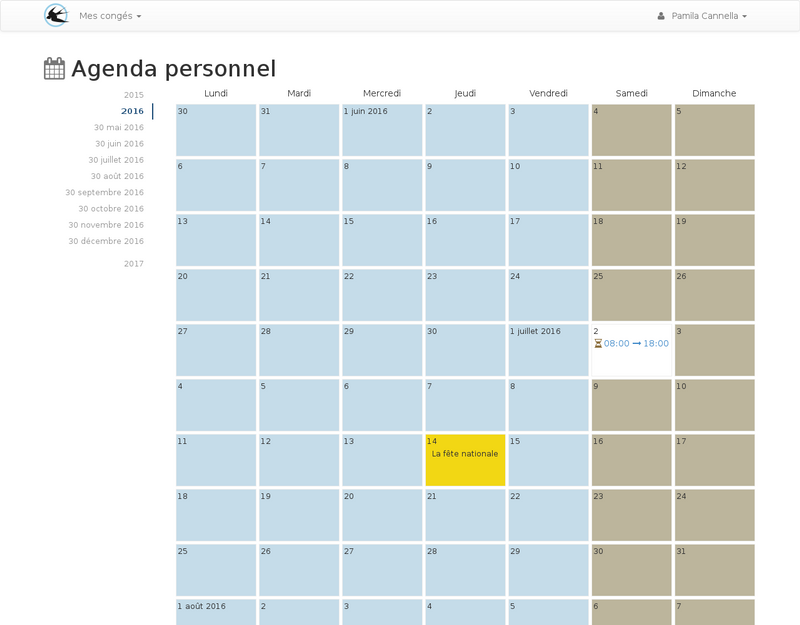 Mes congés
Pamila Cannella
Agenda personnel
2015
2016
30 mai 2016
30 juin 2016
30 juillet 2016
30 août 2016
30 septembre 2016
30 octobre 2016
30 novembre 2016
30 décembre 2016
2017
Lundi Mardi Mercredi Jeudi Vendredi Samedi Dimanche
30 31 1 juin 2016 2 3 4 5
6 7 8 9 10 11 12
13 14 15 16 17 18 19
20 21 22 23 24 25 26
27 28 29 30 1 juillet 2016 2 3
08:00 → 18:00
4 5 6 7 8 9 10
11 12 13 14 15 16 17
La fête nationale
18 19 20 21 22 23 24
25 26 27 28 29 30 31
1 août 2016 2 3 4 5 6 7